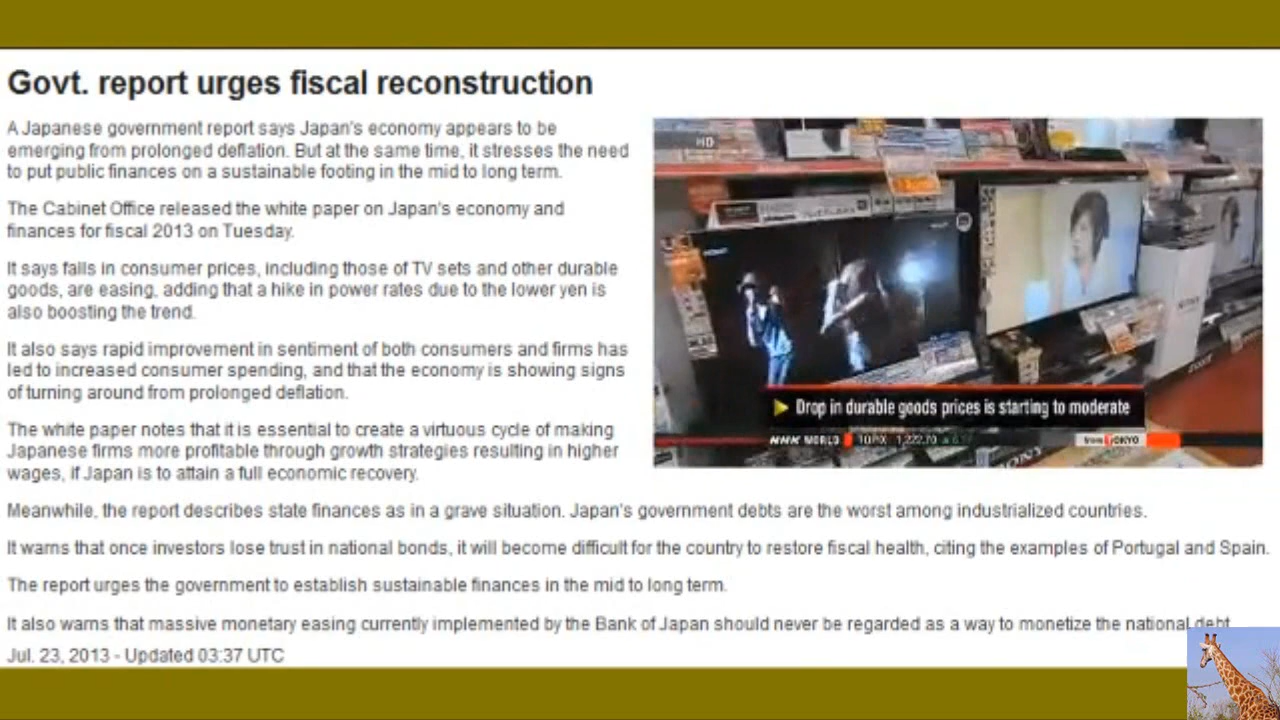 Govt. report urges fiscal reconstruction
A Japanese government report says Japan's economy appears to be
emerging from prolonged deflation. But at the same time, it stresses the need
to put public finances on a sustainable footing in the mid to long term.
The Cabinet Office released the white paper on Japan's economy and
finances for fiscal 2013 on Tuesday.
It says falls in consumer prices, including those of TV sets and other durable
goods, are easing, adding that a hike in power rates due to the lower yen is
also boosting the trend.
It also says rapid improvement in sentiment of both consumers and firms has
led to increased consumer spending, and that the economy is showing signs
of turning around from prolonged deflation.
The white paper notes that it is essential to create a virtuous cycle of making
Japanese firms more profitable through growth strategies resulting in higher
wages, if Japan is to attain a full economic recovery.
HD
Drop in durable goods prices is starting to moderate
NHK WORLD TOPIX 1,222.70
from TOKYO
SONY
Meanwhile, the report describes state finances as in a grave situation. Japan's government debts are the worst among industrialized countries.
It warns that once investors lose trust in national bonds, it will become difficult for the country to restore fiscal health, citing the examples of Portugal and Spain.
The report urges the government to establish sustainable finances in the mid to long term.
It also warns that massive monetary easing currently implemented by the Bank of Japan should never be regarded as a way to monetize the national debt
Jul. 23, 2013 - Updated 03:37 UTC